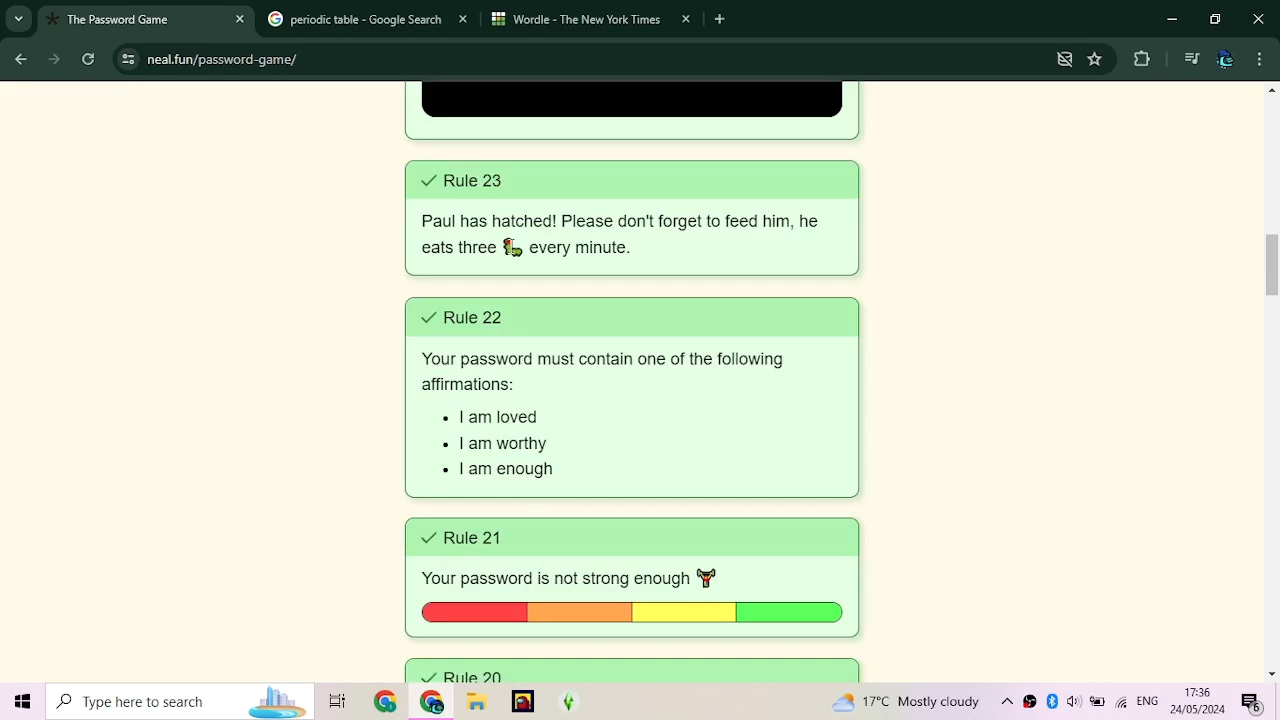 The Password Game
periodic table - Google Search
Wordle - The New York Times
neal.fun/password-game/
Rule 23
Paul has hatched! Please don't forget to feed him, he
eats three 🐛 every minute.
Rule 22
Your password must contain one of the following
affirmations:
• I am loved
• I am worthy
• I am enough
Rule 21
Your password is not strong enough 🏋️
Rule 20
Type here to search
17°C Mostly cloudy
ENG
17:36
24/05/2024
6